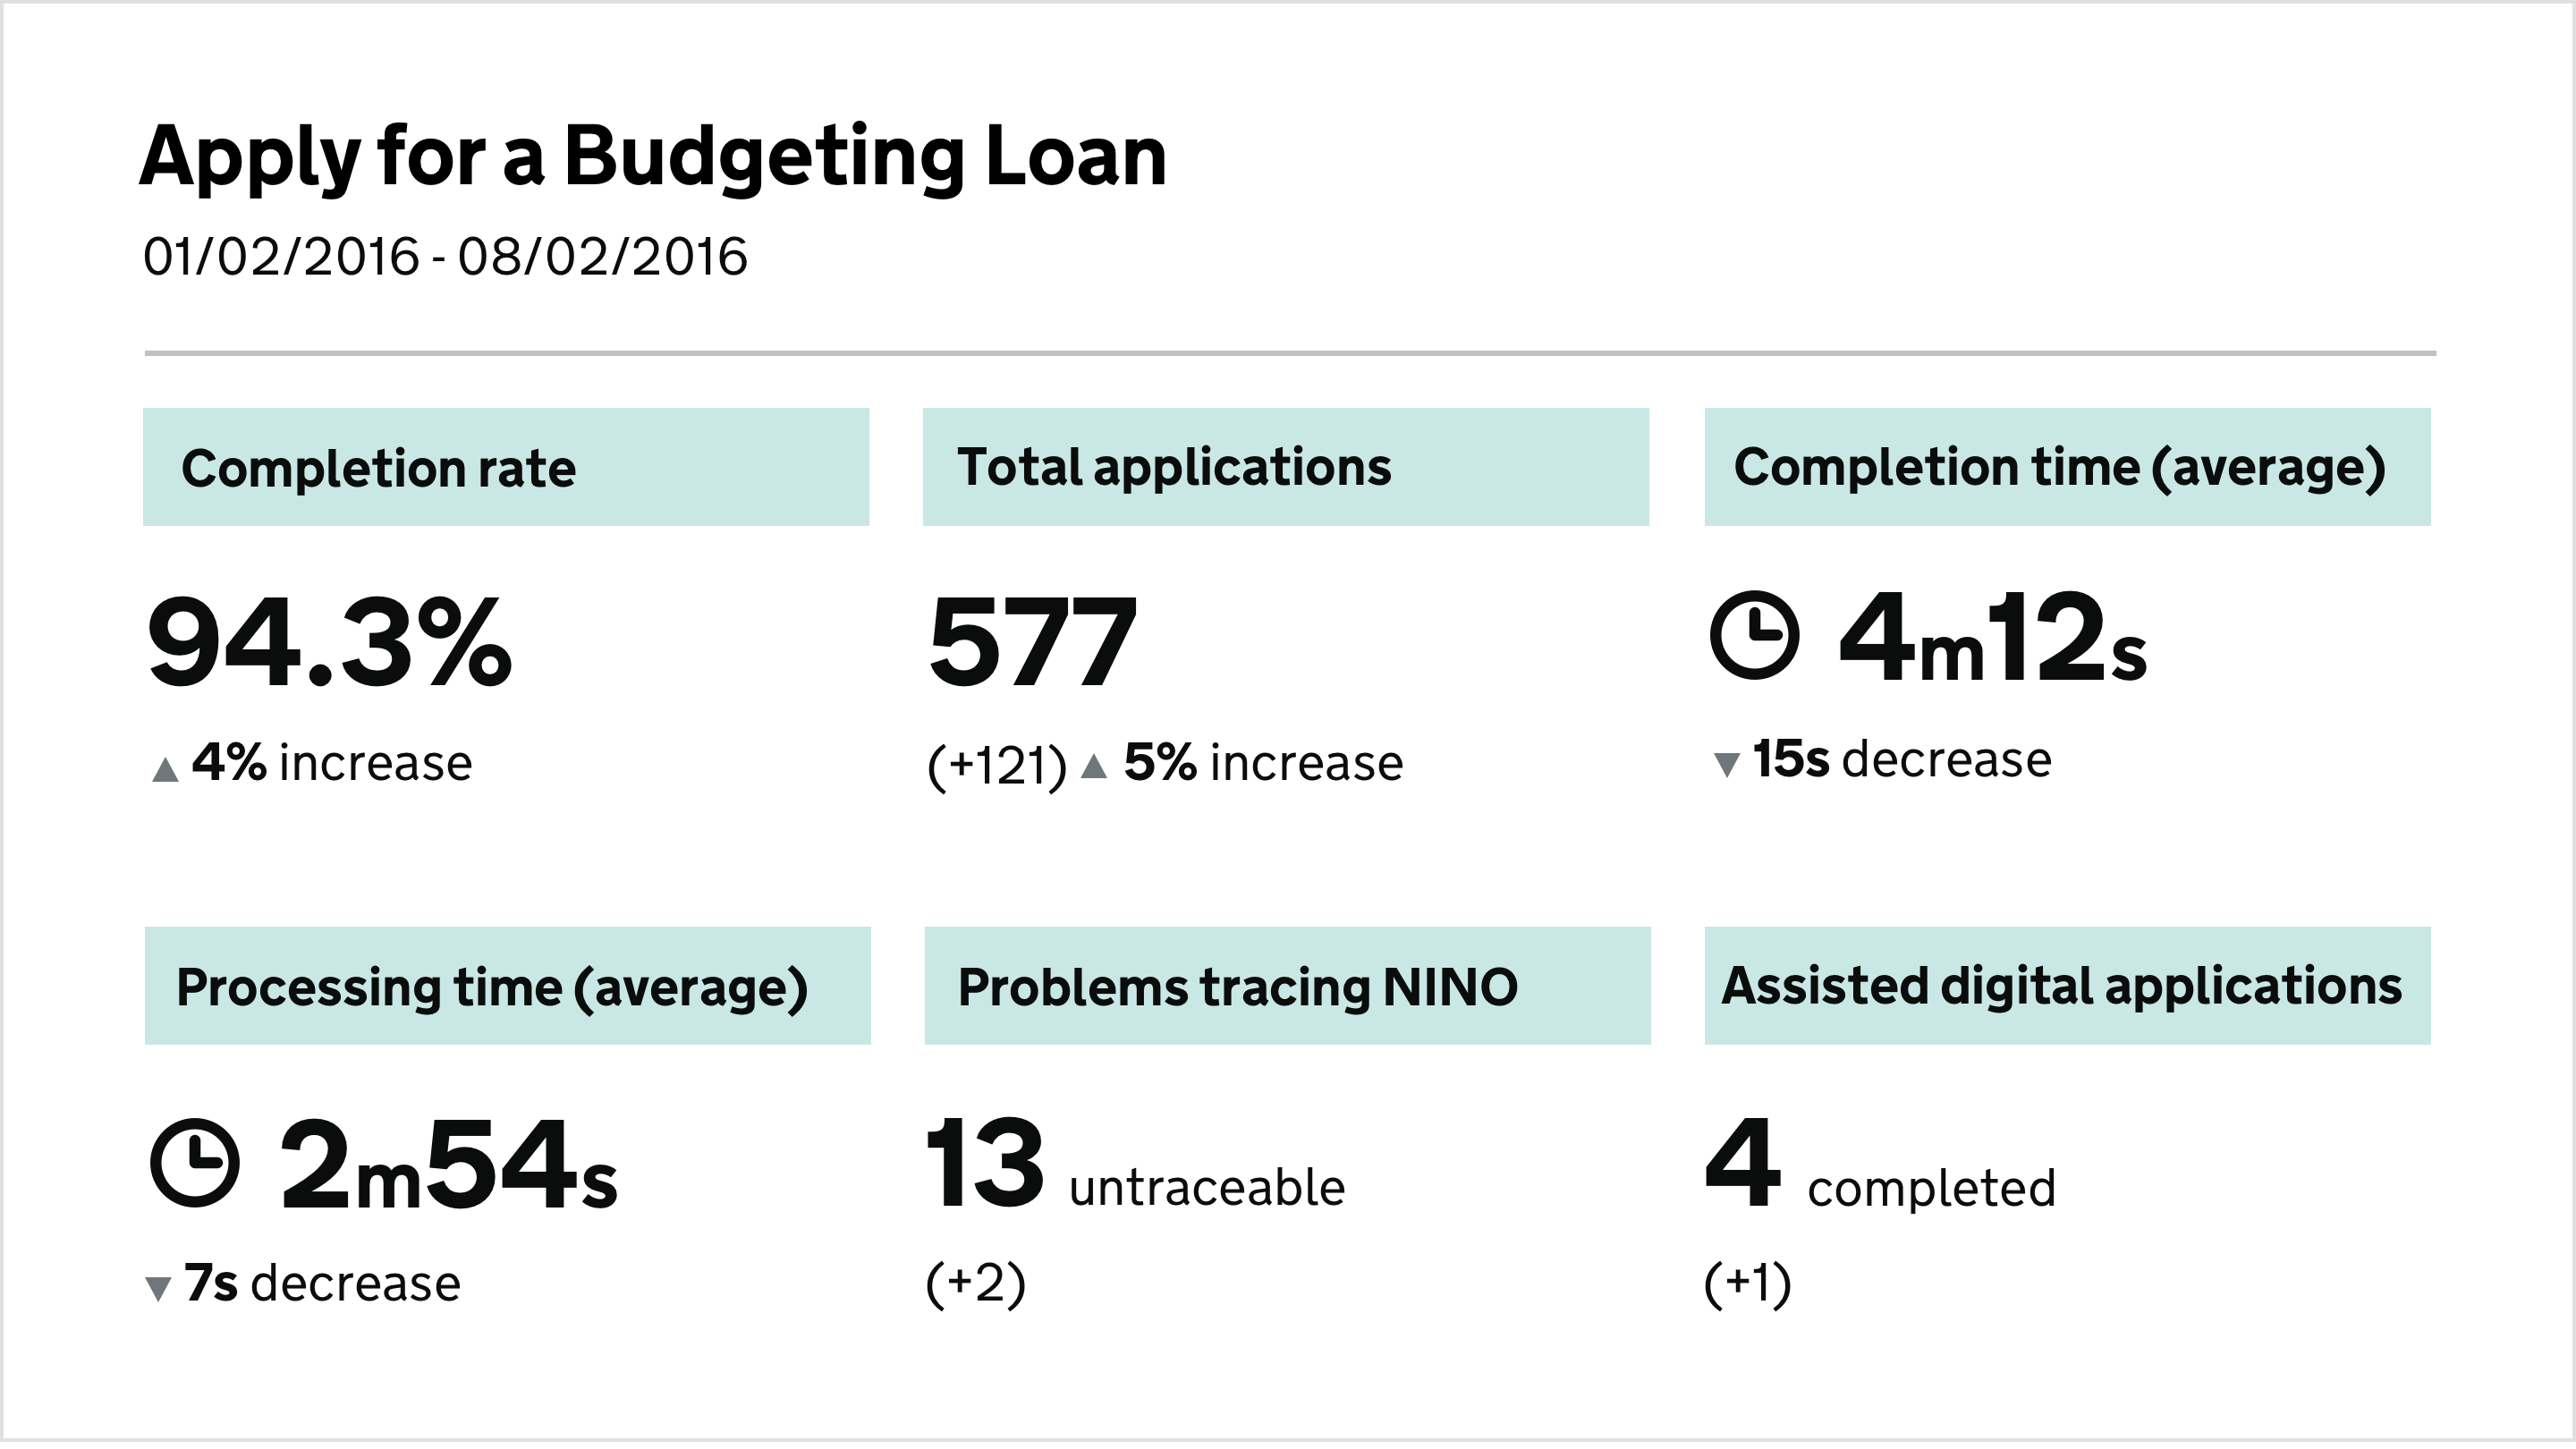 Apply for a Budgeting Loan
01/02/2016 - 08/02/2016
Completion rate
94.3%
▲ 4% increase
Total applications
577
(+121) ▲ 5% increase
Completion time (average)
4m12s
▼ 15s decrease
Processing time (average)
2m54s
▼ 7s decrease
Problems tracing NINO
13 untraceable
(+2)
Assisted digital applications
4 completed
(+1)